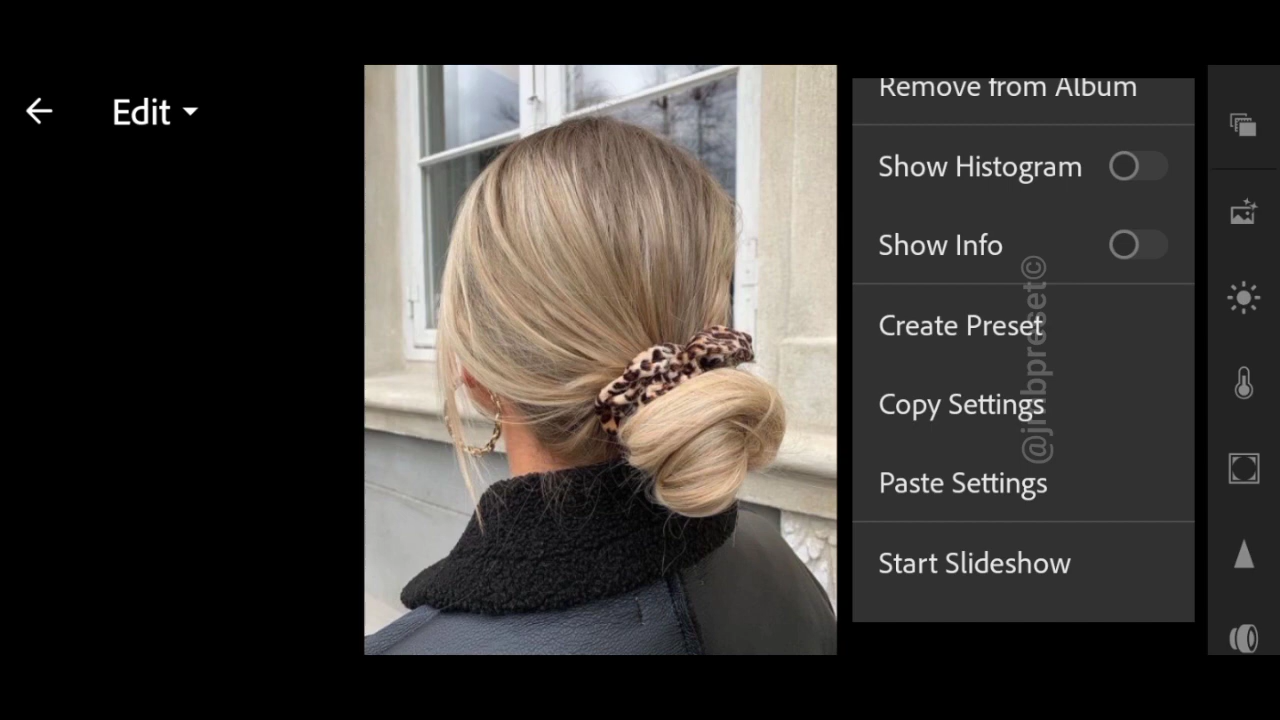 Edit
Remove from Album
Show Histogram
Show Info
Create Preset
Copy Settings
Paste Settings
Start Slideshow